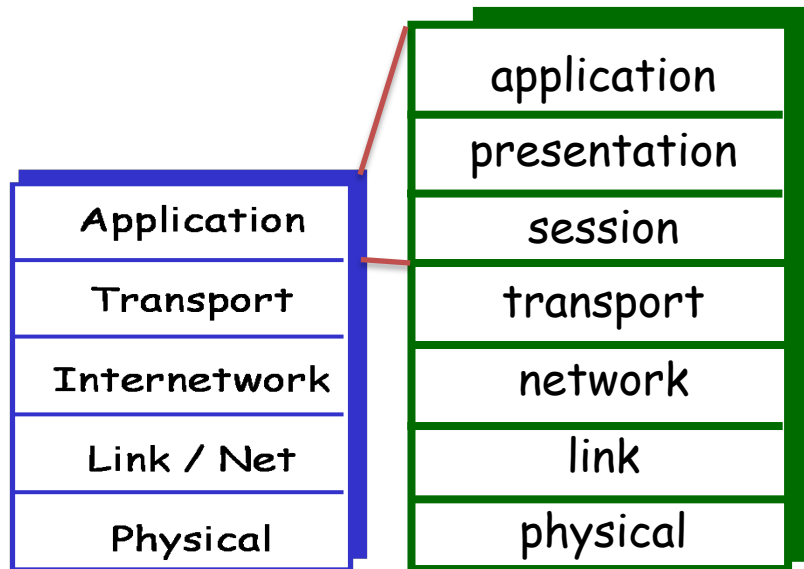 Application
Transport
Internetwork
Link / Net
Physical
application
presentation
session
transport
network
link
physical